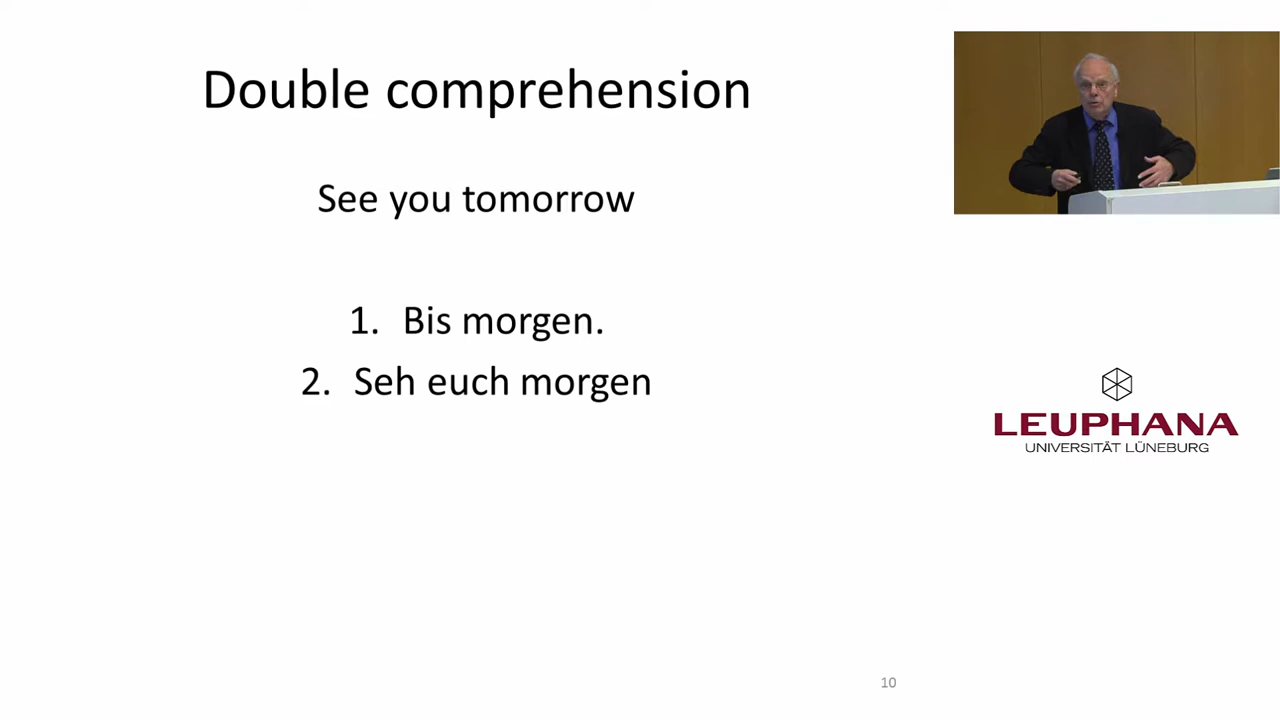 Double comprehension
See you tomorrow
1. Bis morgen.
2. Seh euch morgen
LEUPHANA
UNIVERSITÄT LÜNEBURG
10